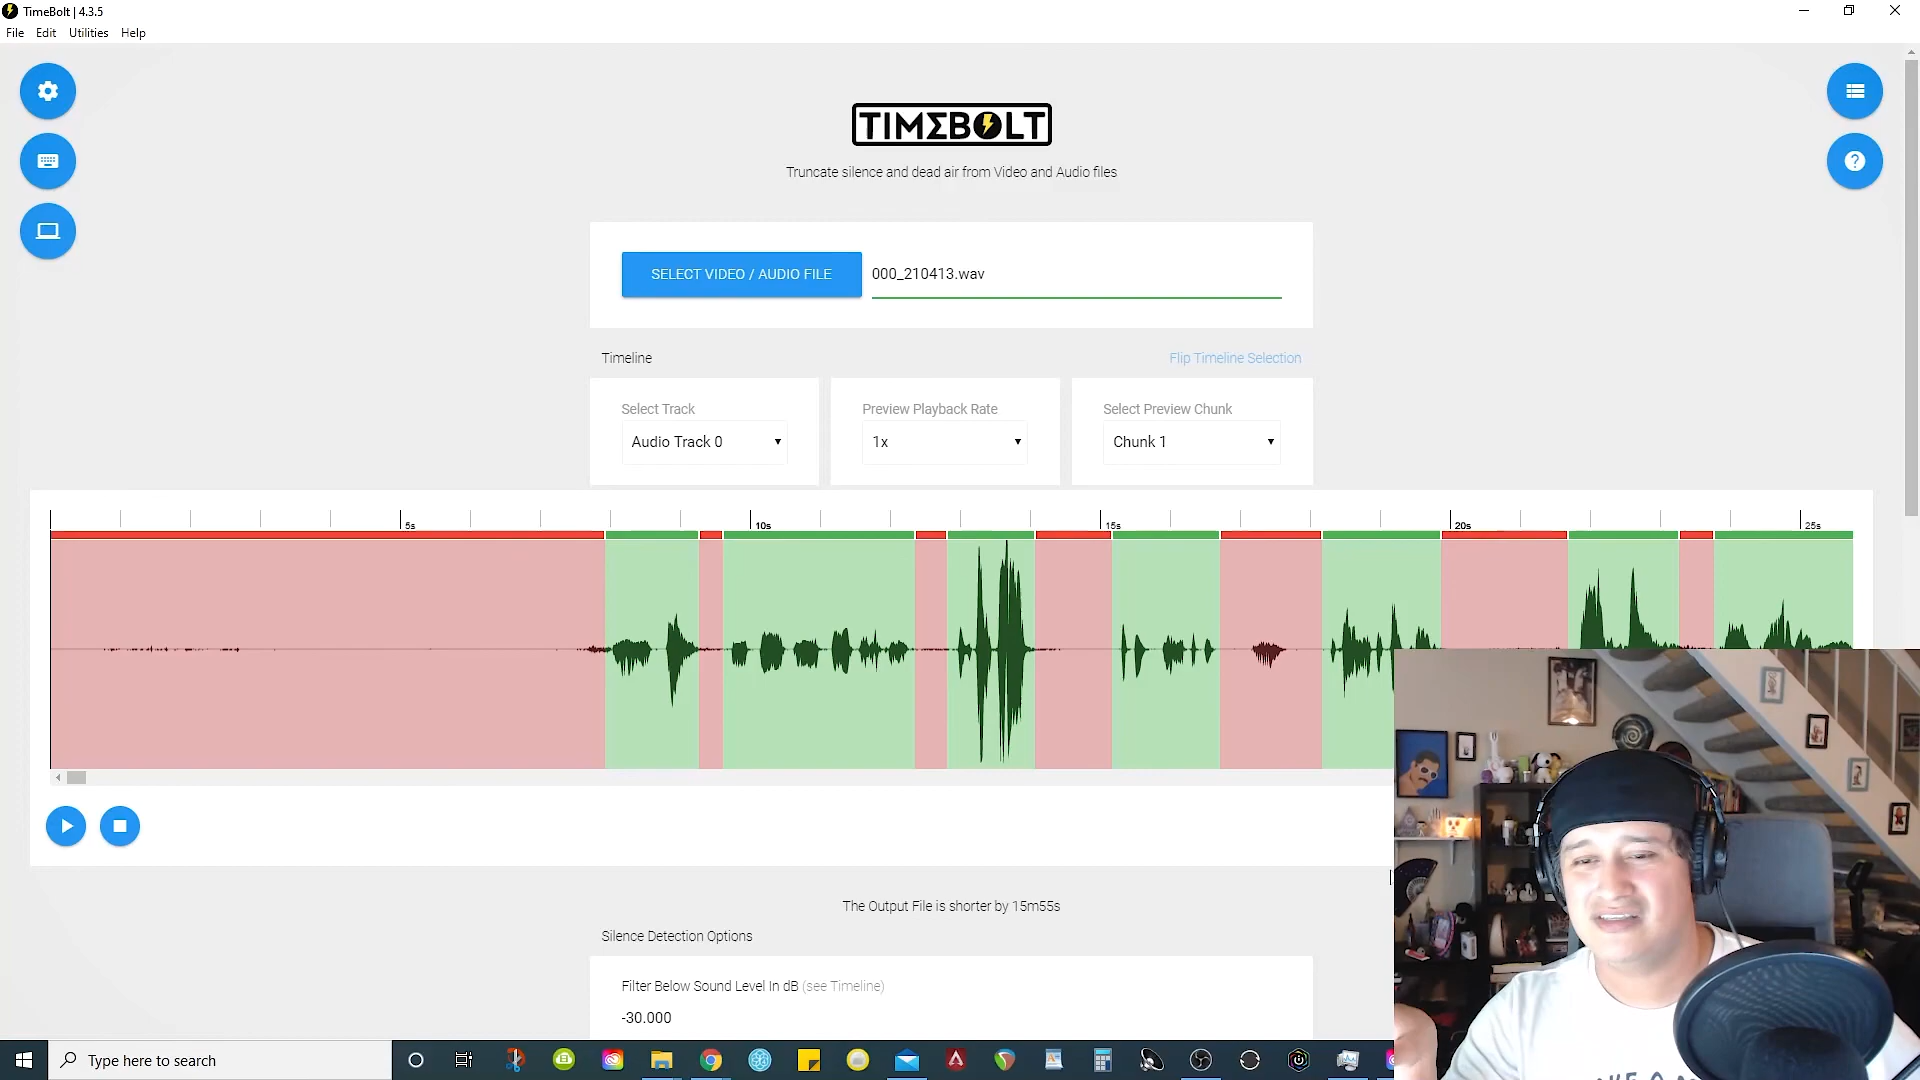 TimeBolt | 4.3.5
File Edit Utilities Help
TIMΣBOLT
Truncate silence and dead air from Video and Audio files
SELECT VIDEO / AUDIO FILE 000_210413.wav
Timeline Flip Timeline Selection
Select Track Preview Playback Rate Select Preview Chunk
Audio Track 0 1x Chunk 1
5s 10s 15s 20s 25s
The Output File is shorter by 15m55s
Silence Detection Options
Filter Below Sound Level In dB (see Timeline)
-30.000
Type here to search